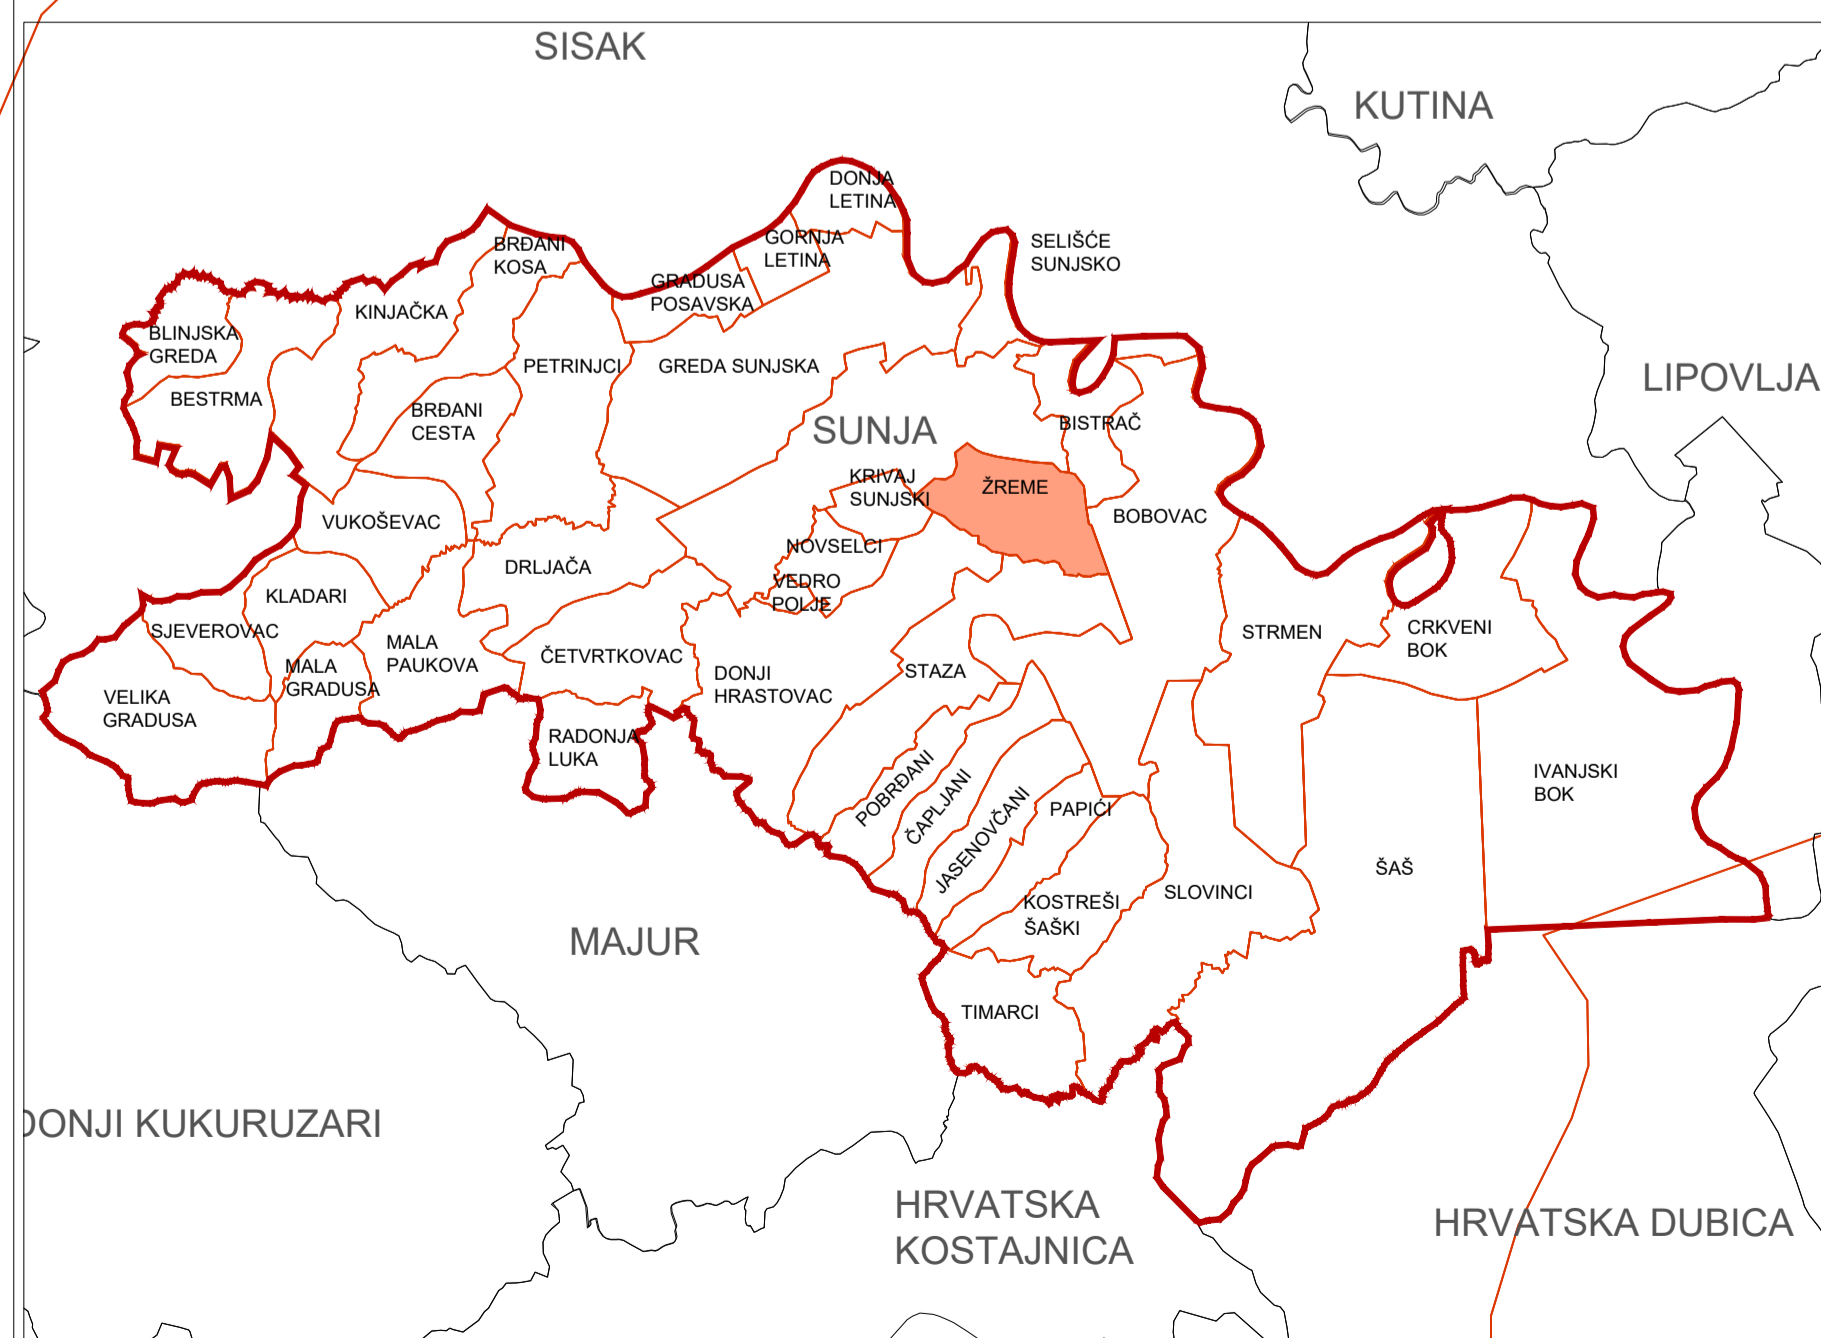 SISAK
KUTINA
DONJA
LETINA
GORNJA
LETINA
SELIŠĆE
SUNJSKO
BRĐANI
KOSA
GRADUSA
POSAVSKA
KINJAČKA
BLINJSKA
GREDA
PETRINJCI
GREDA SUNJSKA
LIPOVLJA
BESTRMA
BRĐANI
CESTA
SUNJA
BISTRAČ
KRIVAJ
SUNJSKI
ŽREME
BOBOVAC
VUKOŠEVAC
NOVSELCI
DRLJAČA
VEDRO
POLJE
KLADARI
SJEVEROVAC
STRMEN
CRKVENI
BOK
MALA
PAUKOVA
ČETVRTKOVAC
MALA
GRADUSA
DONJI
HRASTOVAC
STAZA
VELIKA
GRADUSA
RADONJA
LUKA
IVANJSKI
BOK
POBRĐANI
ČAPLJANI
JASENOVČANI
PAPIĆI
ŠAŠ
SLOVINCI
KOSTREŠI
ŠAŠKI
MAJUR
TIMARCI
DONJI KUKURUZARI
HRVATSKA
KOSTAJNICA
HRVATSKA DUBICA